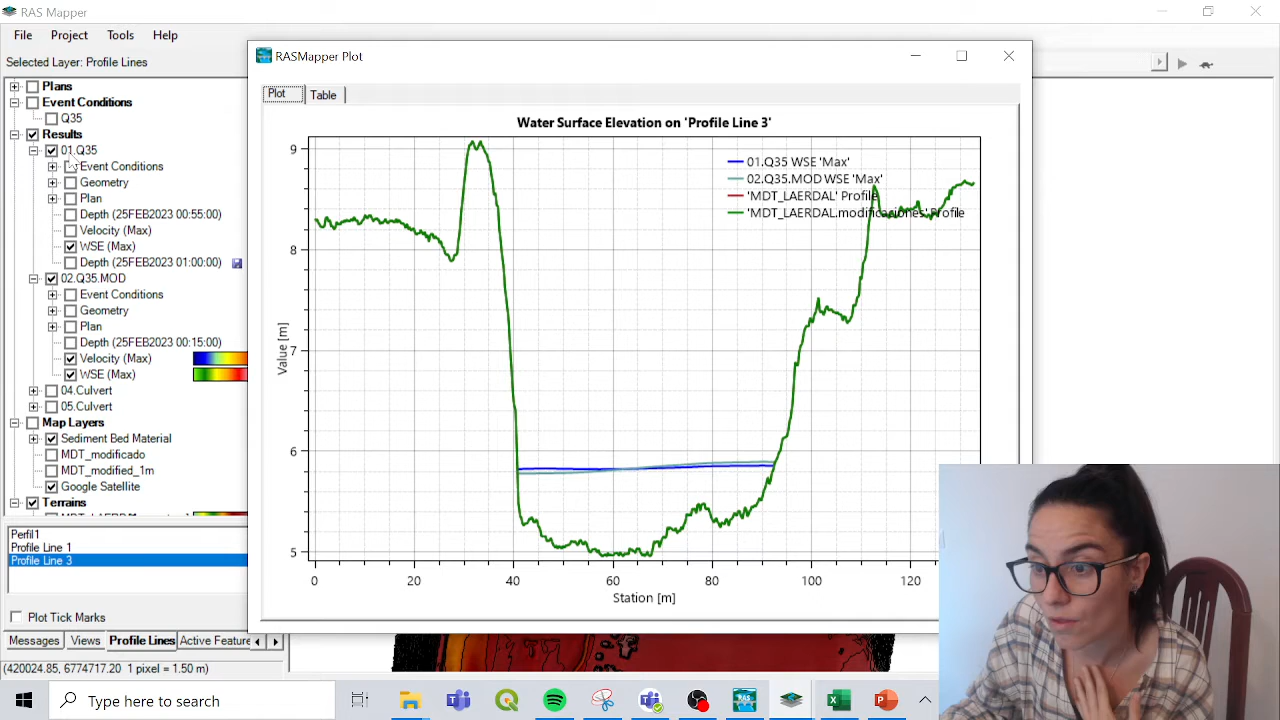 RAS Mapper
File Project Tools Help
Selected Layer: Profile Lines
Plans
Event Conditions
Q35
Results
01.Q35
Event Conditions
Geometry
Plan
Depth (25FEB2023 00:55:00)
Velocity (Max)
WSE (Max)
Depth (25FEB2023 01:00:00)
02.Q35.MOD
Event Conditions
Geometry
Plan
Depth (25FEB2023 00:15:00)
Velocity (Max)
WSE (Max)
04.Culvert
05.Culvert
Map Layers
Sediment Bed Material
MDT_modificado
MDT_modified_1m
Google Satellite
Terrains
Perfil1
Profile Line 1
Profile Line 3
Plot Tick Marks
Messages Views Profile Lines Active Feature
(420024.85, 6774717.20 1 pixel = 1.50 m)
RASMapper Plot
Plot Table
Water Surface Elevation on 'Profile Line 3'
01.Q35 WSE 'Max'
02.Q35.MOD WSE 'Max'
'MDT_LAERDAL' Profile
'MDT_LAERDAL.modificaciones' Profile
Value [m]
9
8
7
6
5
0 20 40 60 80 100 120
Station [m]
Type here to search